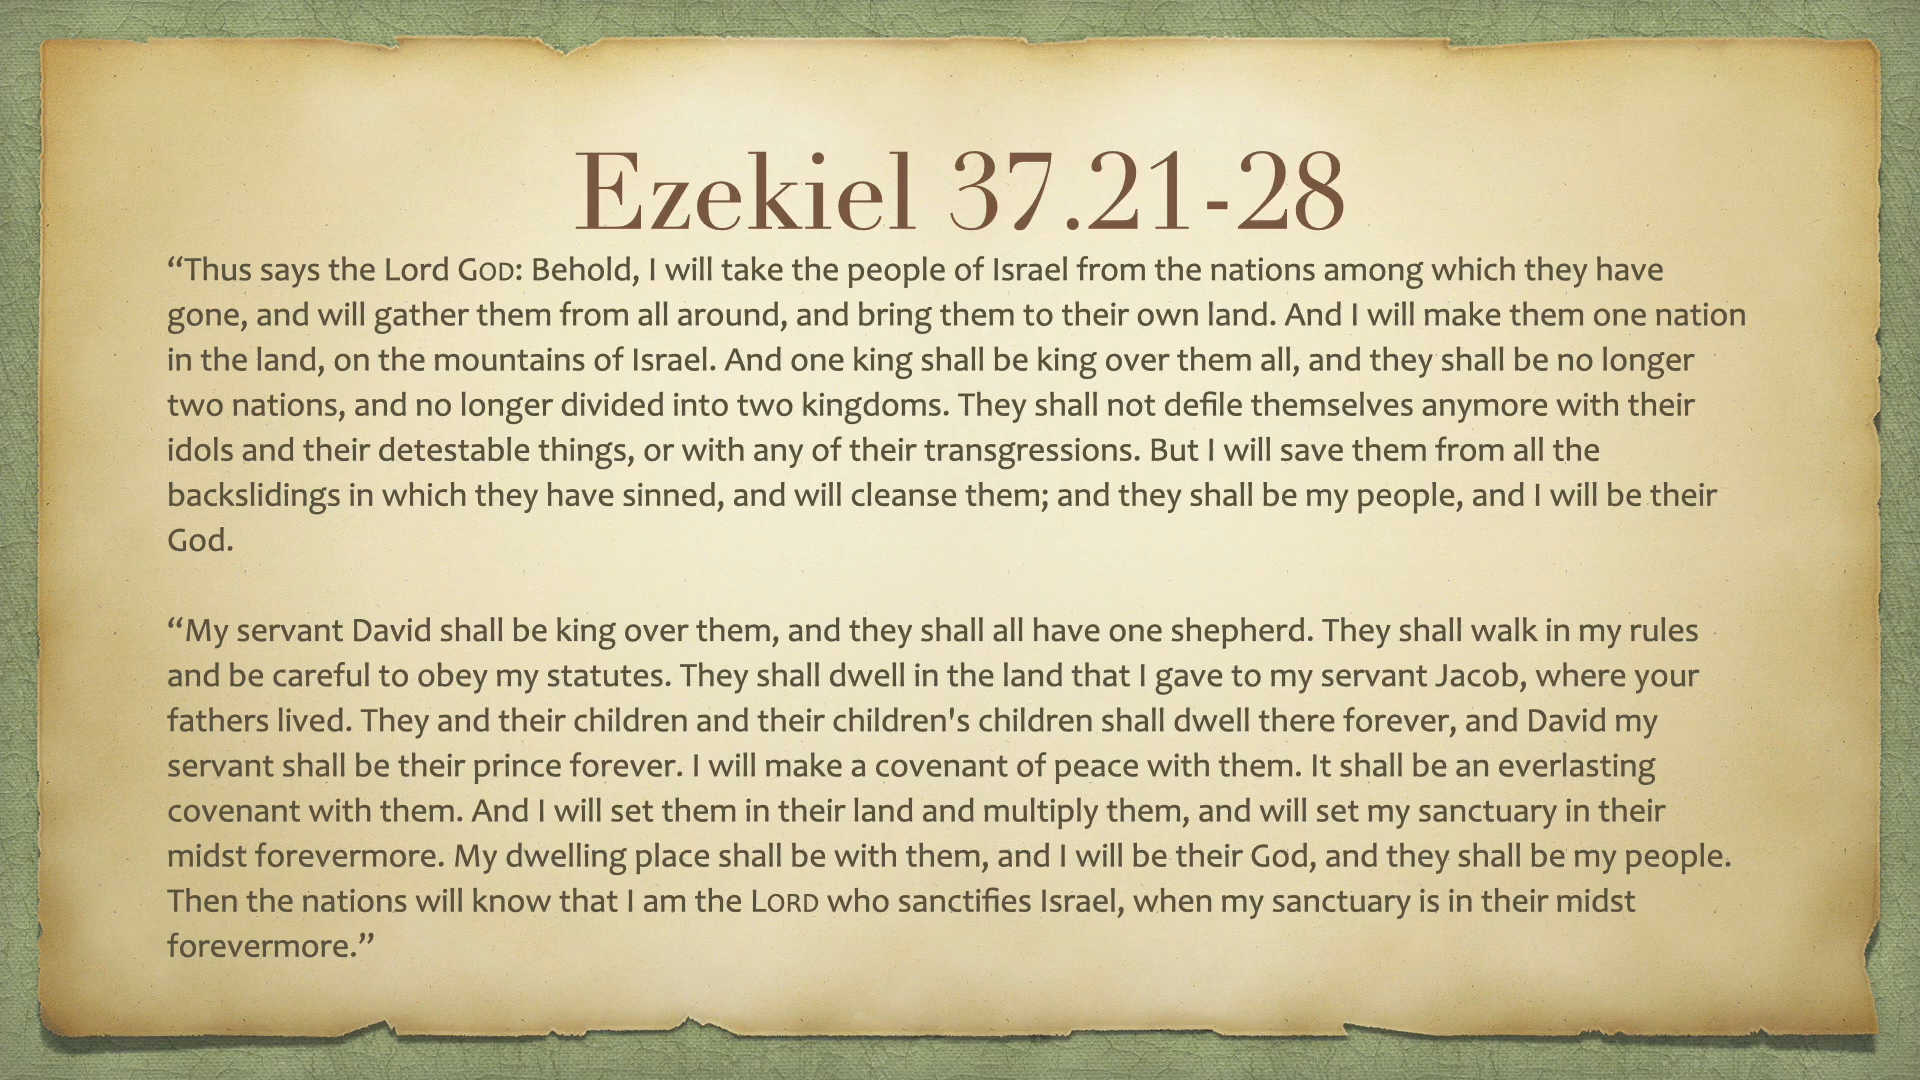 Ezekiel 37.21-28
“Thus says the Lord GOD: Behold, I will take the people of Israel from the nations among which they have
gone, and will gather them from all around, and bring them to their own land. And I will make them one nation
in the land, on the mountains of Israel. And one king shall be king over them all, and they shall be no longer
two nations, and no longer divided into two kingdoms. They shall not defile themselves anymore with their
idols and their detestable things, or with any of their transgressions. But I will save them from all the
backslidings in which they have sinned, and will cleanse them; and they shall be my people, and I will be their
God.
“My servant David shall be king over them, and they shall all have one shepherd. They shall walk in my rules
and be careful to obey my statutes. They shall dwell in the land that I gave to my servant Jacob, where your
fathers lived. They and their children and their children's children shall dwell there forever, and David my
servant shall be their prince forever. I will make a covenant of peace with them. It shall be an everlasting
covenant with them. And I will set them in their land and multiply them, and will set my sanctuary in their
midst forevermore. My dwelling place shall be with them, and I will be their God, and they shall be my people.
Then the nations will know that I am the LORD who sanctifies Israel, when my sanctuary is in their midst
forevermore.”